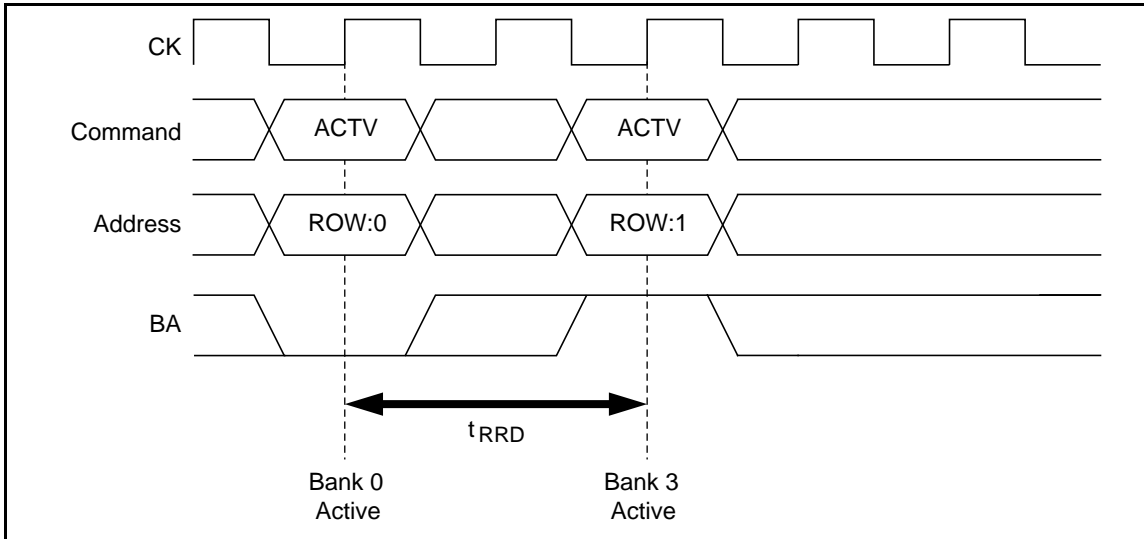 CK
Command
ACTV
ACTV
Address
ROW:0
ROW:1
BA
tRRD
Bank 0
Active
Bank 3
Active